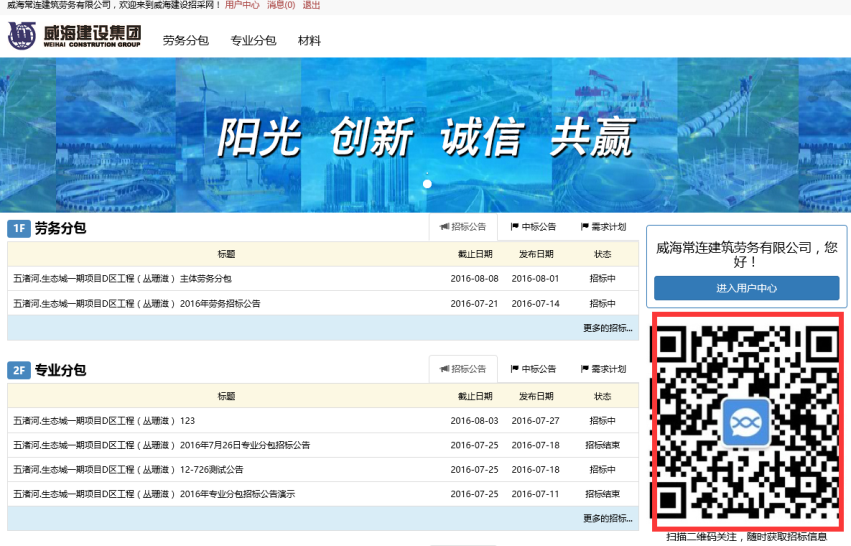 威海常连建筑劳务有限公司，欢迎来到威海建设招采网！ 用户中心 消息(0) 退出
威海建设集团
WEIHAI CONSTRUTION GROUP
劳务分包 专业分包 材料
阳光 创新 诚信 共赢
1F 劳务分包 招标公告 中标公告 需求计划
标题 截止日期 发布日期 状态
五渚河.生态城一期项目D区工程（丛珊滋） 主体劳务分包 2016-08-08 2016-08-01 招标中
五渚河.生态城一期项目D区工程（丛珊滋） 2016年劳务招标公告 2016-07-21 2016-07-14 招标中
更多的招标...
威海常连建筑劳务有限公司，您
好！
进入用户中心
2F 专业分包 招标公告 中标公告 需求计划
标题 截止日期 发布日期 状态
五渚河.生态城一期项目D区工程（丛珊滋） 123 2016-08-03 2016-07-27 招标中
五渚河.生态城一期项目D区工程（丛珊滋） 2016年7月26日专业分包招标公告 2016-07-25 2016-07-18 招标结束
五渚河.生态城一期项目D区工程（丛珊滋） 12-726测试公告 2016-07-25 2016-07-18 招标中
五渚河.生态城一期项目D区工程（丛珊滋） 2016年专业分包招标公告演示 2016-07-25 2016-07-11 招标结束
更多的招标...
扫描二维码关注，随时获取招标信息